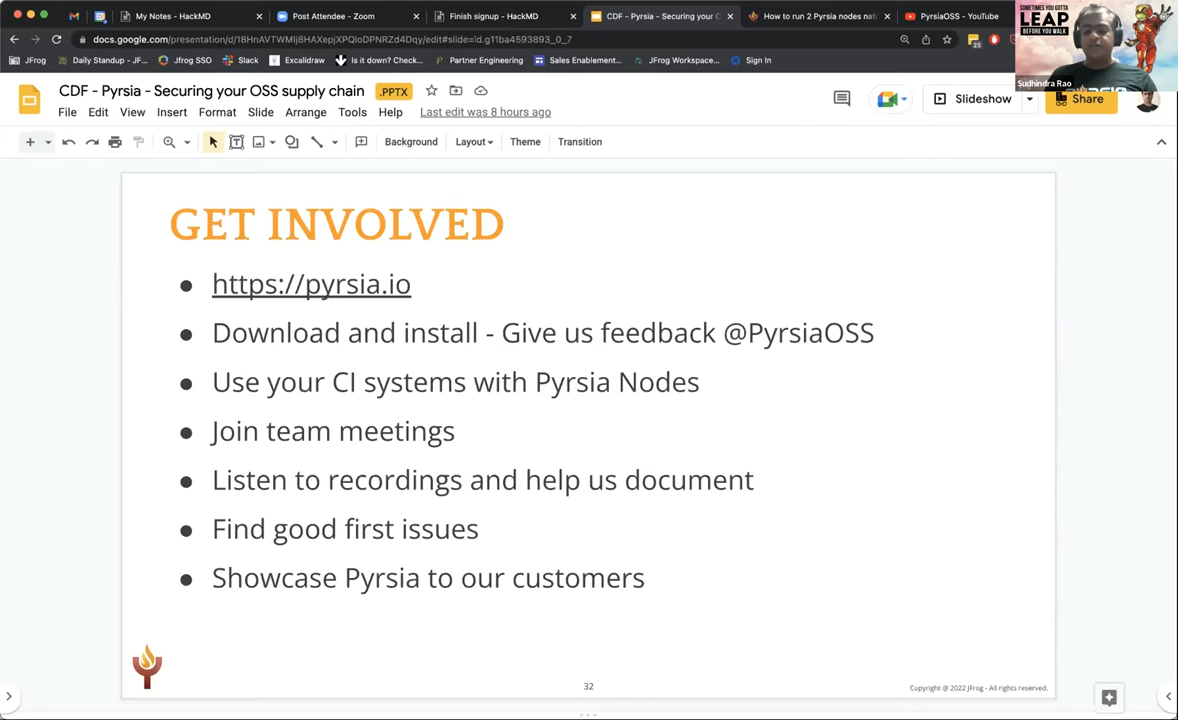 My Notes - HackMD
Post Attendee - Zoom
Finish signup - HackMD
CDF - Pyrsia - Securing your C
How to run 2 Pyrsia nodes nati
PyrsiaOSS - YouTube
docs.google.com/presentation/d/18HnAVTWMIj8HAXepjXPQloDPNRZd4Dqy/edit#slide=id.g11ba4593893_0_7
23
JFrog
Daily Standup - JF...
Jfrog SSO
Slack
Excalidraw
Is it down? Check...
Partner Engineering
Sales Enablement...
JFrog Workspace...
Sign In
SOMETIMES YOU GOTTA
LEAP
BEFORE YOU WALK
Sudhindra Rao
CDF - Pyrsia - Securing your OSS supply chain
.PPTX
File
Edit
View
Insert
Format
Slide
Arrange
Tools
Help
Last edit was 8 hours ago
Slideshow
Share
Background
Layout
Theme
Transition
GET INVOLVED
● https://pyrsia.io
● Download and install - Give us feedback @PyrsiaOSS
● Use your CI systems with Pyrsia Nodes
● Join team meetings
● Listen to recordings and help us document
● Find good first issues
● Showcase Pyrsia to our customers
32
Copyright @ 2022 JFrog - All rights reserved.